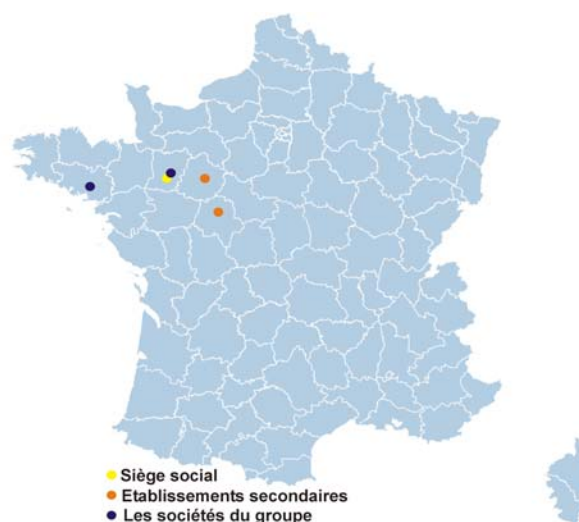 Siège social
Etablissements secondaires
Les sociétés du groupe